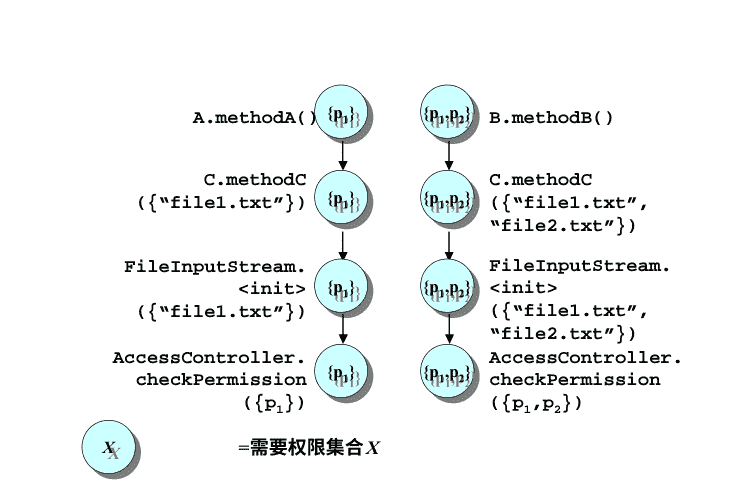 A.methodA()
{p1}
{p1,p2}
B.methodB()
C.methodC
({“file1.txt”})
{p1}
{p1,p2}
C.methodC
({“file1.txt”,
“file2.txt”})
FileInputStream.
<init>
({“file1.txt”})
{p1}
{p1,p2}
FileInputStream.
<init>
({“file1.txt”,
“file2.txt”})
AccessController.
checkPermission
({p1})
{p1}
{p1,p2}
AccessController.
checkPermission
({p1,p2})
X
=需要权限集合X